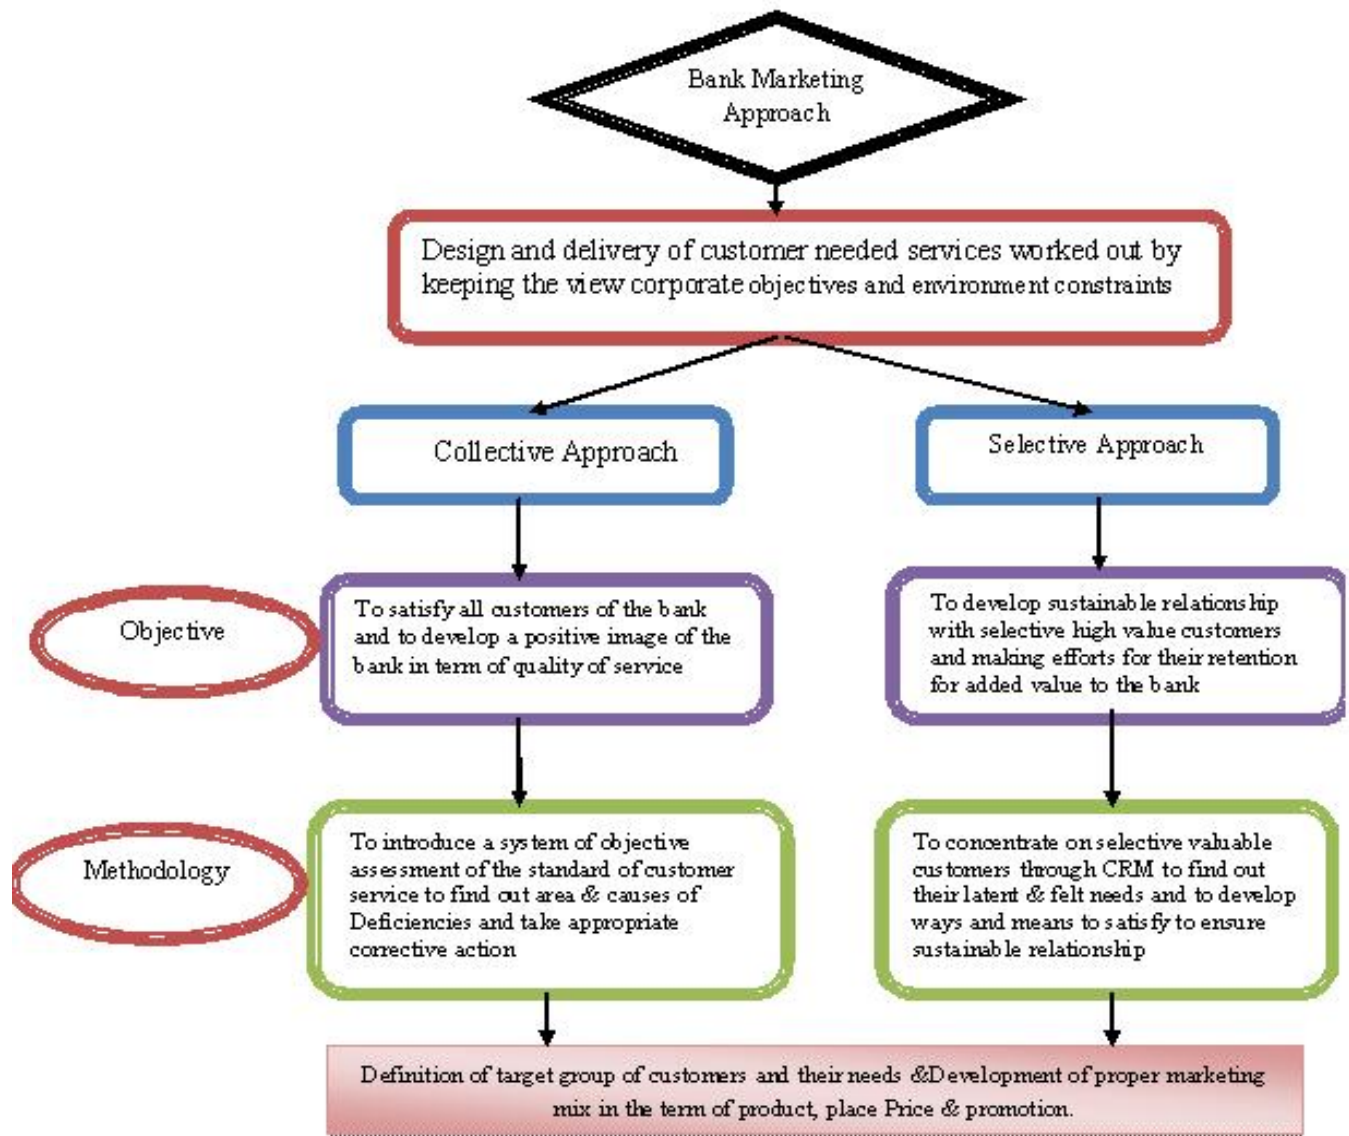 Bank Marketing
Approach
Design and delivery of customer needed services worked out by
keeping the view corporate objectives and environment constraints
Collective Approach
Selective Approach
Objective
To satisfy all customers of the bank
and to develop a positive image of the
bank in term of quality of service
To develop sustainable relationship
with selective high value customers
and making efforts for their retention
for added value to the bank
Methodology
To introduce a system of objective
assessment of the standard of customer
service to find out area & causes of
Deficiencies and take appropriate
corrective action
To concentrate on selective valuable
customers through CRM to find out
their latent & felt needs and to develop
ways and means to satisfy to ensure
sustainable relationship
Definition of target group of customers and their needs &Development of proper marketing
mix in the term of product, place Price & promotion.